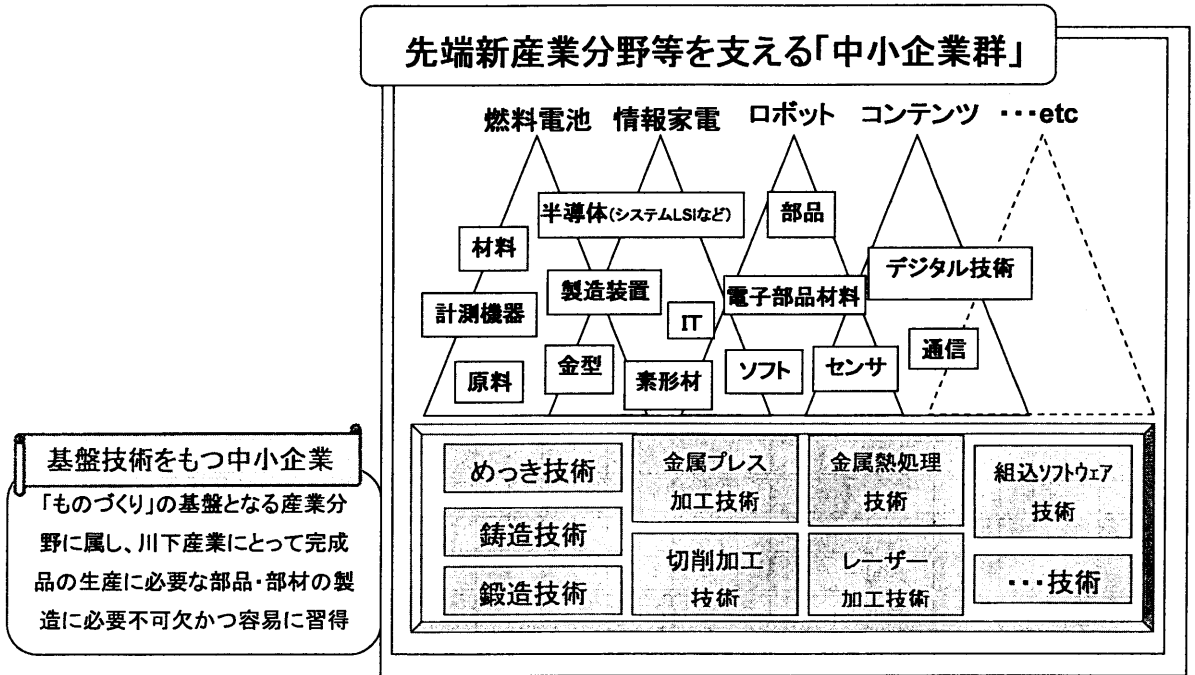 先端新産業分野等を支える「中小企業群」
燃料電池 情報家電 ロボット コンテンツ ・・・etc
半導体(システムLSIなど)
部品
材料
デジタル技術
製造装置
電子部品材料
計測機器
IT
通信
金型
ソフト
センサ
原料
素形材
基盤技術をもつ中小企業
「ものづくり」の基盤となる産業分
野に属し、川下産業にとって完成
品の生産に必要な部品・部材の製
造に必要不可欠かつ容易に習得
めっき技術
鋳造技術
鍛造技術
金属プレス
加工技術
切削加工
技術
金属熱処理
技術
レーザー
加工技術
組込ソフトウェア
技術
・・・技術